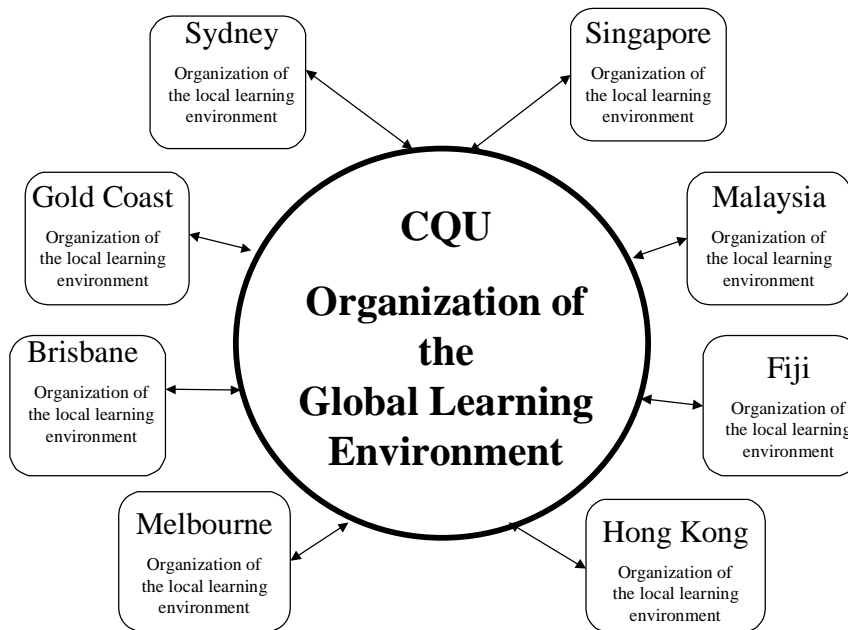 Sydney
Organization of
the local learning
environment
Singapore
Organization of
the local learning
environment
Gold Coast
Organization of
the local learning
environment
Malaysia
Organization of
the local learning
environment
CQU
Organization of
the
Global Learning
Environment
Brisbane
Organization of
the local learning
environment
Fiji
Organization of
the local learning
environment
Melbourne
Organization of
the local learning
environment
Hong Kong
Organization of
the local learning
environment